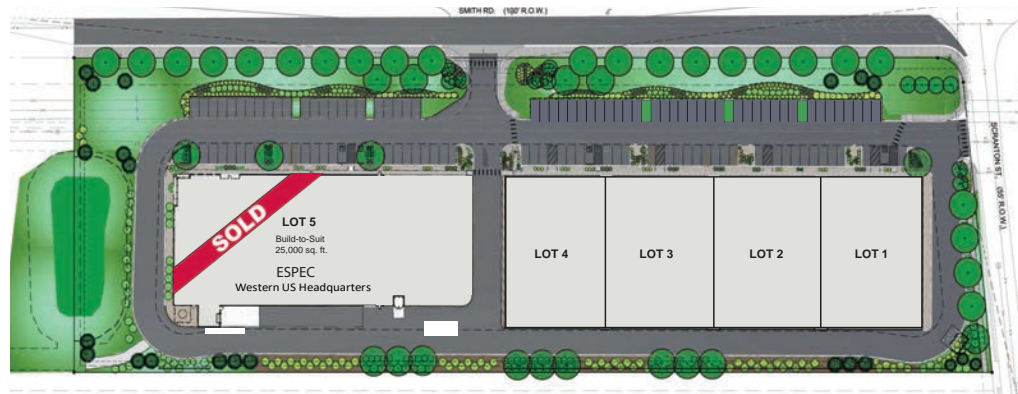 SMITH RD. (100' R.O.W.)
SCRANTON ST.
R.O.W.)
SOLD
LOT 5
Build-to-Suit
25,000 sq. ft.
ESPEC
Western US Headquarters
LOT 4
LOT 3
LOT 2
LOT 1